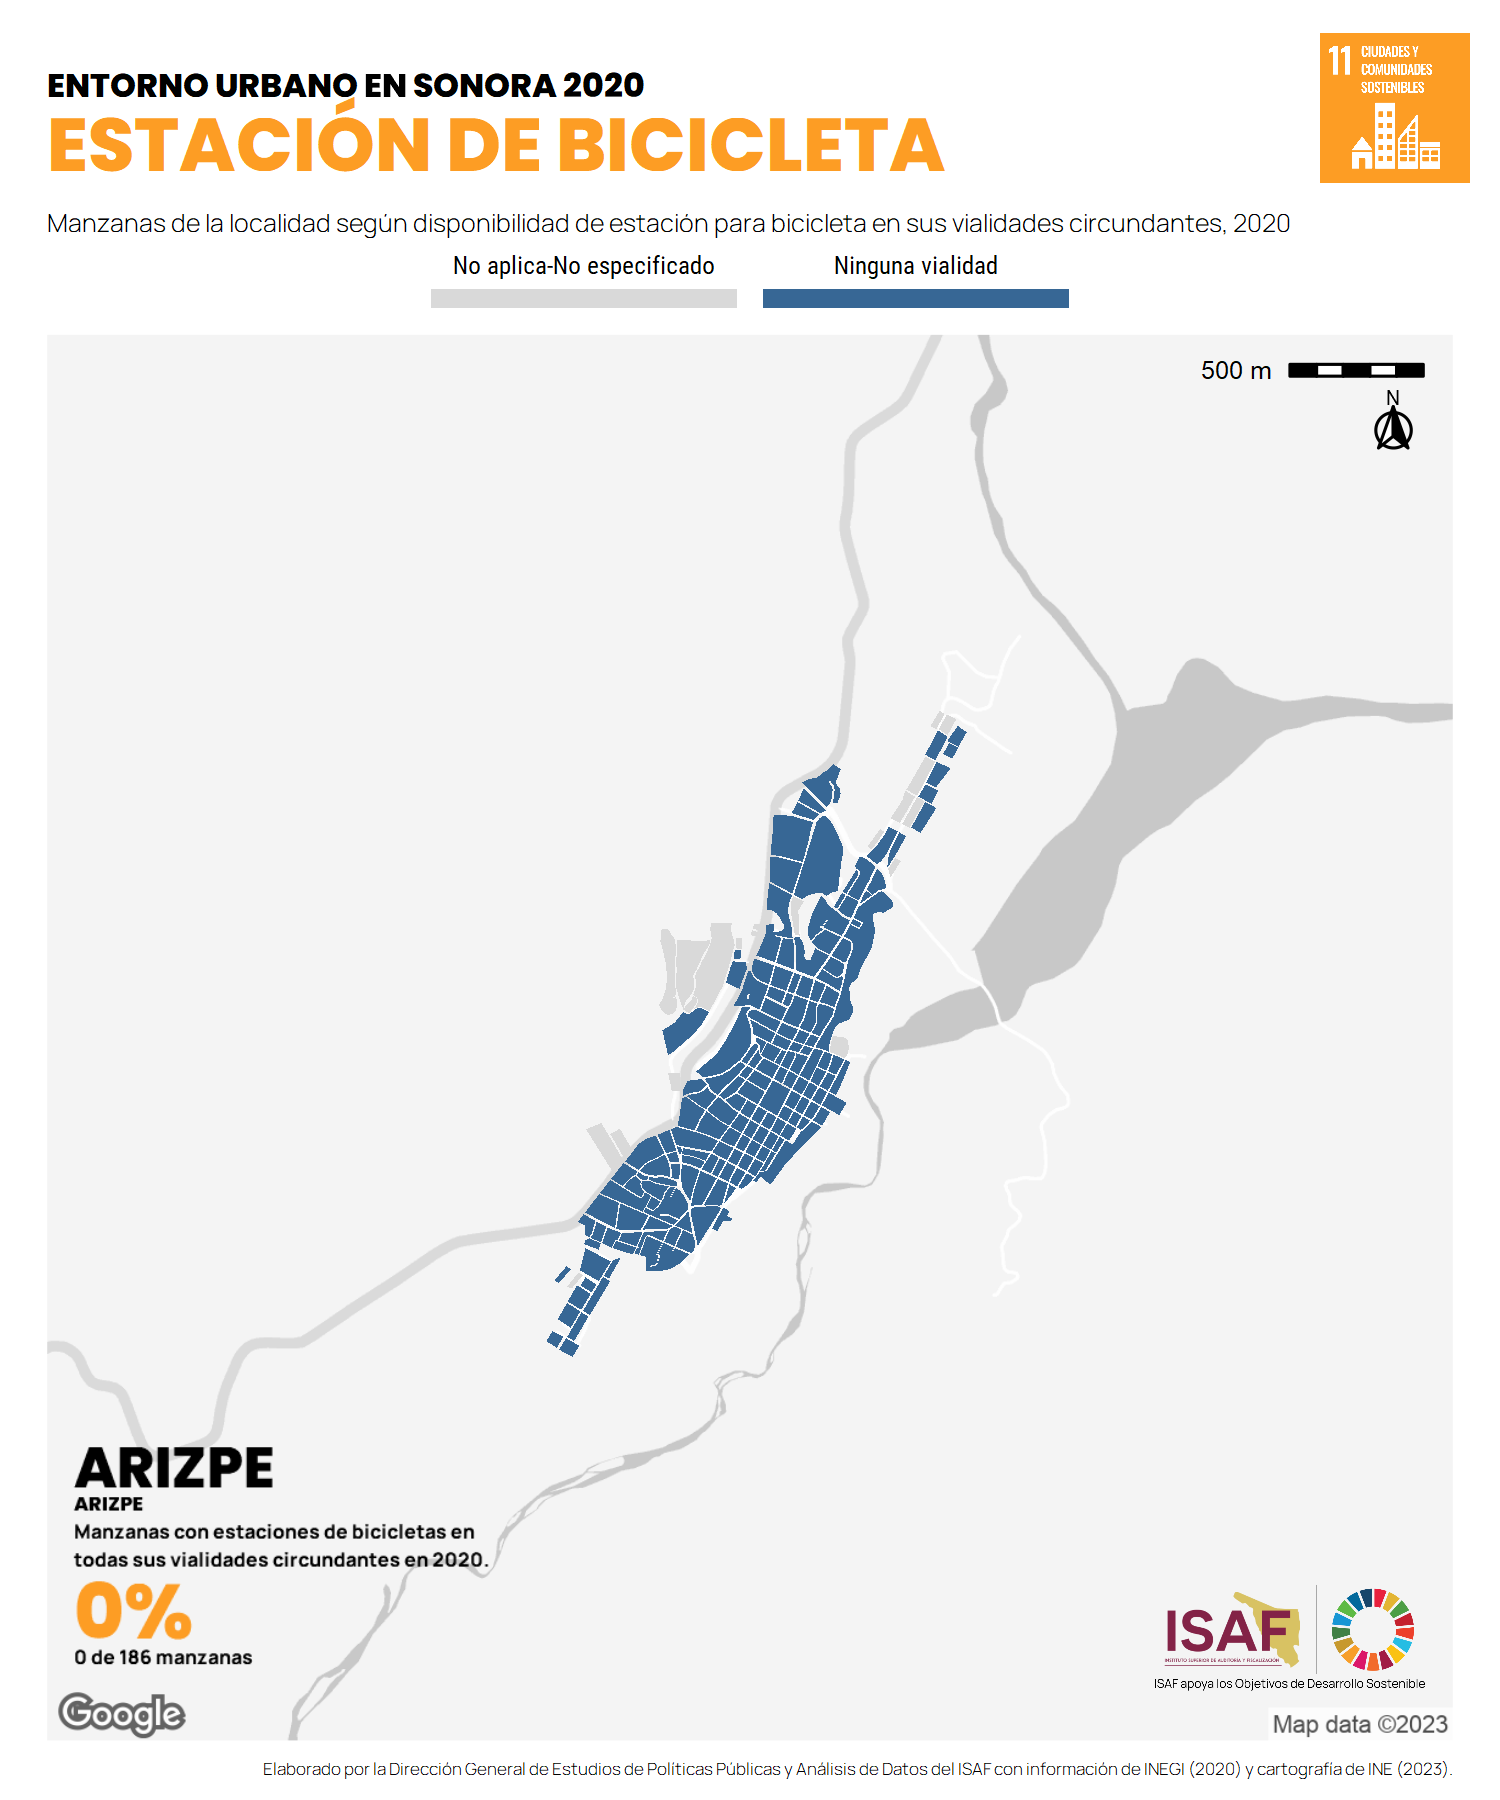 ENTORNO URBANO EN SONORA 2020
ESTACIÓN DE BICICLETA
11 CIUDADES Y
COMUNIDADES
SOSTENIBLES
Manzanas de la localidad según disponibilidad de estación para bicicleta en sus vialidades circundantes, 2020
No aplica-No especificado
Ninguna vialidad
500 m
N
ARIZPE
ARIZPE
Manzanas con estaciones de bicicletas en
todas sus vialidades circundantes en 2020.
0%
0 de 186 manzanas
ISAF
INSTITUTO SUPERIOR DE AUDITORÍA Y FISCALIZACIÓN
ISAF apoya los Objetivos de Desarrollo Sostenible
Google
Map data ©2023
Elaborado por la Dirección General de Estudios de Políticas Públicas y Análisis de Datos del ISAF con información de INEGI (2020) y cartografía de INE (2023).